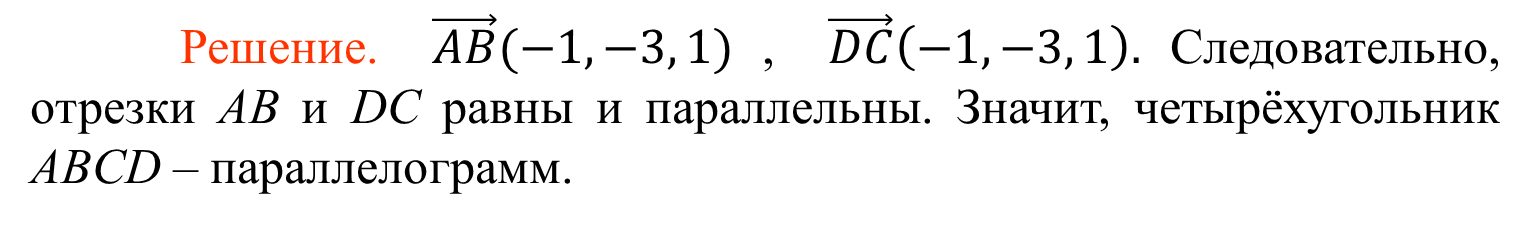 Решение. \overrightarrow{AB}(−1, −3, 1) , \overrightarrow{DC}(−1, −3, 1). Следовательно,
отрезки AB и DC равны и параллельны. Значит, четырёхугольник
ABCD – параллелограмм.